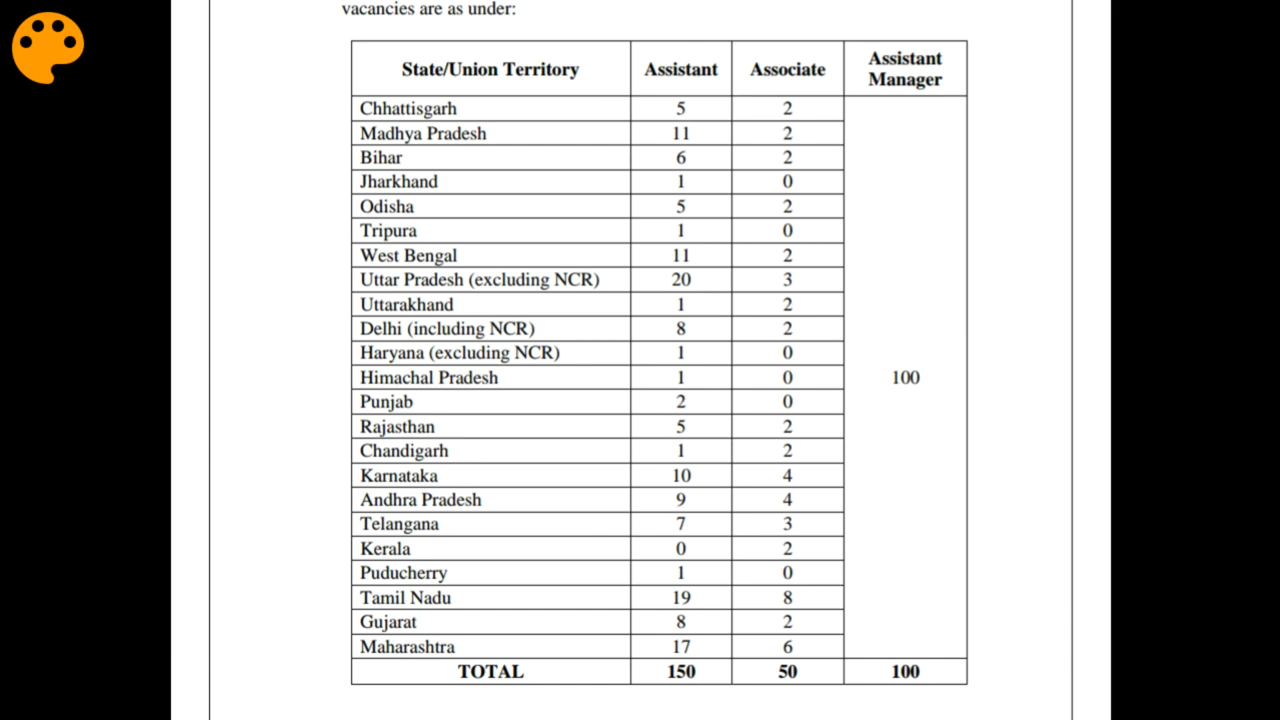 vacancies are as under:
State/Union Territory Assistant Associate Assistant Manager
Chhattisgarh 5 2
Madhya Pradesh 11 2
Bihar 6 2
Jharkhand 1 0
Odisha 5 2
Tripura 1 0
West Bengal 11 2
Uttar Pradesh (excluding NCR) 20 3
Uttarakhand 1 2
Delhi (including NCR) 8 2
Haryana (excluding NCR) 1 0
Himachal Pradesh 1 0 100
Punjab 2 0
Rajasthan 5 2
Chandigarh 1 2
Karnataka 10 4
Andhra Pradesh 9 4
Telangana 7 3
Kerala 0 2
Puducherry 1 0
Tamil Nadu 19 8
Gujarat 8 2
Maharashtra 17 6
TOTAL 150 50 100